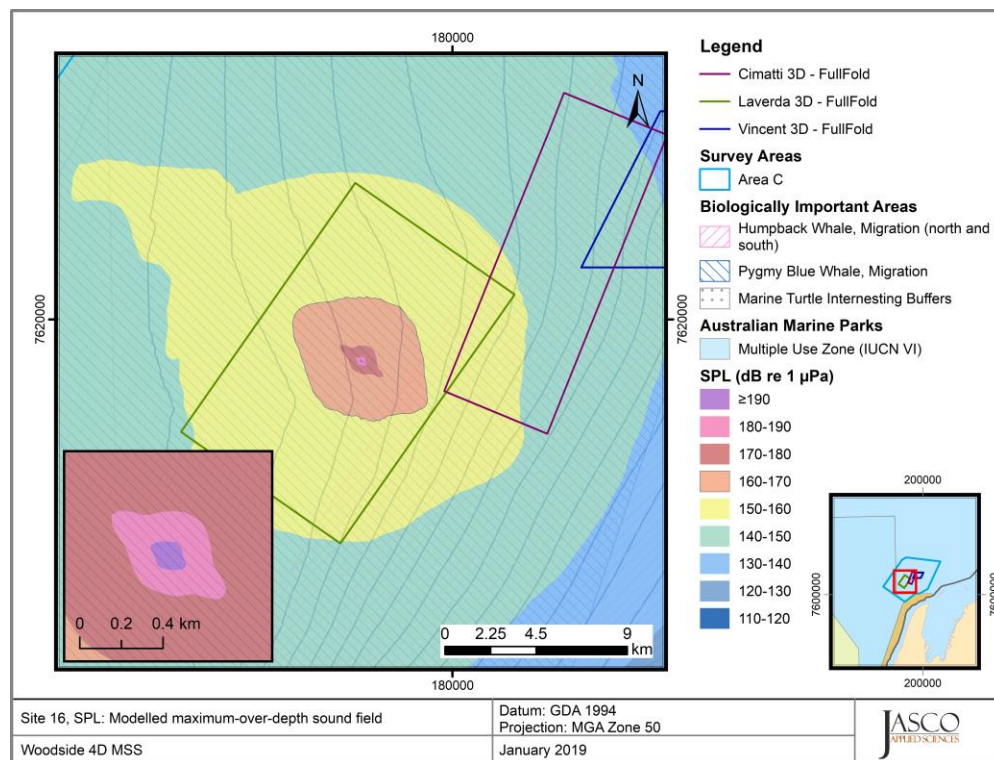 180000
7620000
7620000
180000
N
0 2.25 4.5 9
km
0 0.2 0.4 km
Legend
Cimatti 3D - FullFold
Laverda 3D - FullFold
Vincent 3D - FullFold
Survey Areas
Area C
Biologically Important Areas
Humpback Whale, Migration (north and
south)
Pygmy Blue Whale, Migration
Marine Turtle Internesting Buffers
Australian Marine Parks
Multiple Use Zone (IUCN VI)
SPL (dB re 1 µPa)
≥190
180-190
170-180
160-170
150-160
140-150
130-140
120-130
110-120
200000
7600000
7600000
200000
Site 16, SPL: Modelled maximum-over-depth sound field
Datum: GDA 1994
Projection: MGA Zone 50
Woodside 4D MSS
January 2019
JASCO
APPLIED SCIENCES